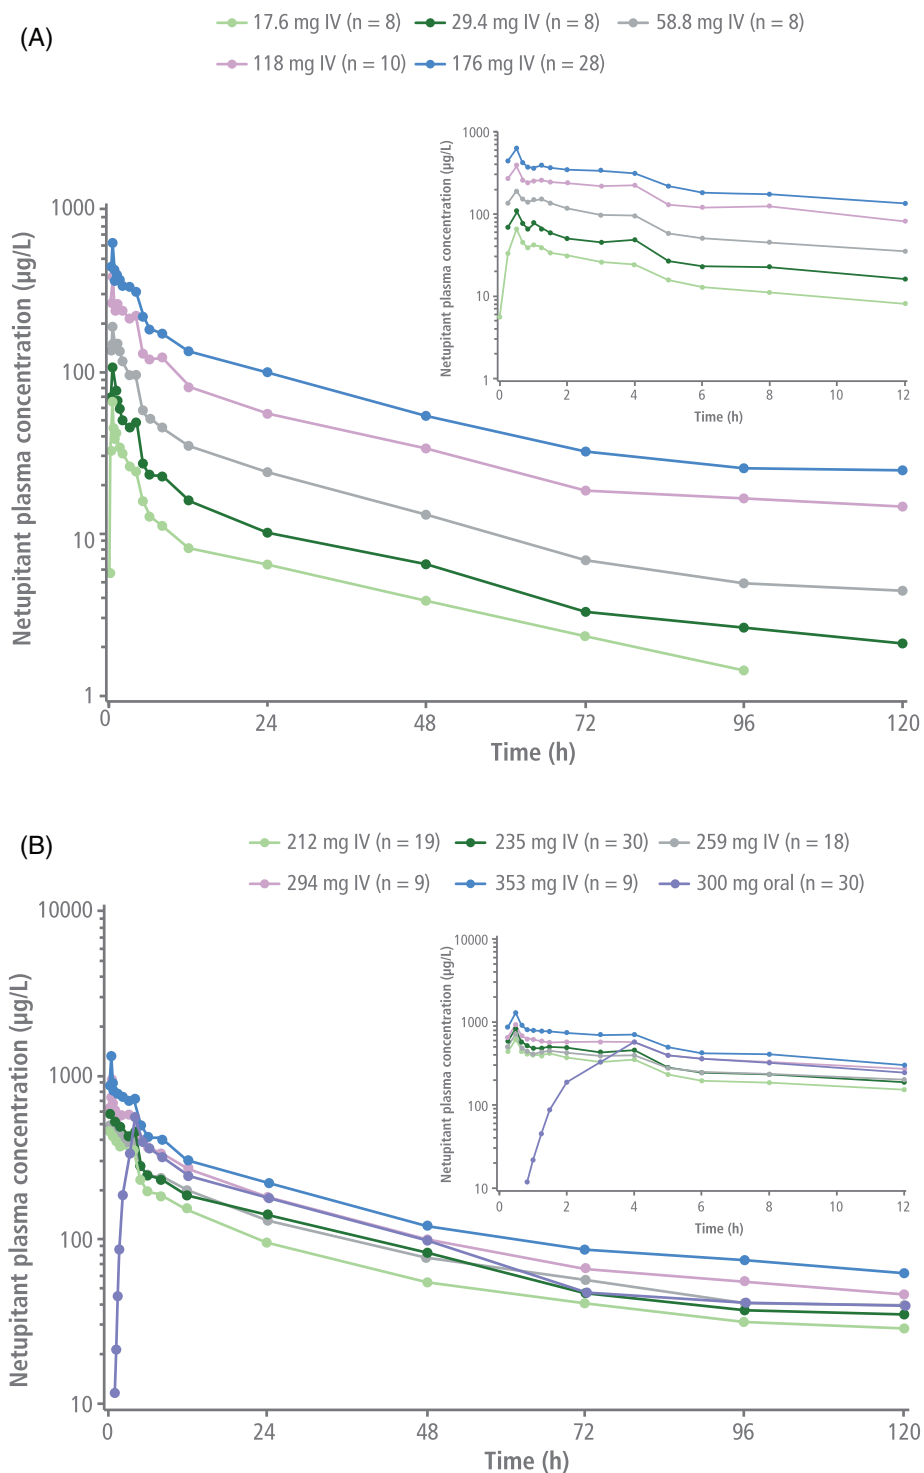 (A)
17.6 mg IV (n = 8) 29.4 mg IV (n = 8) 58.8 mg IV (n = 8)
118 mg IV (n = 10) 176 mg IV (n = 28)
Netupitant plasma concentration (µg/L)
1000
100
10
1
0 24 48 72 96 120
Time (h)
Netupitant plasma concentration (µg/L)
1000
100
10
1
0 2 4 6 8 10 12
Time (h)
(B)
212 mg IV (n = 19) 235 mg IV (n = 30) 259 mg IV (n = 18)
294 mg IV (n = 9) 353 mg IV (n = 9) 300 mg oral (n = 30)
Netupitant plasma concentration (µg/L)
10000
1000
100
10
0 24 48 72 96 120
Time (h)
Netupitant plasma concentration (µg/L)
10000
1000
100
10
0 2 4 6 8 10 12
Time (h)